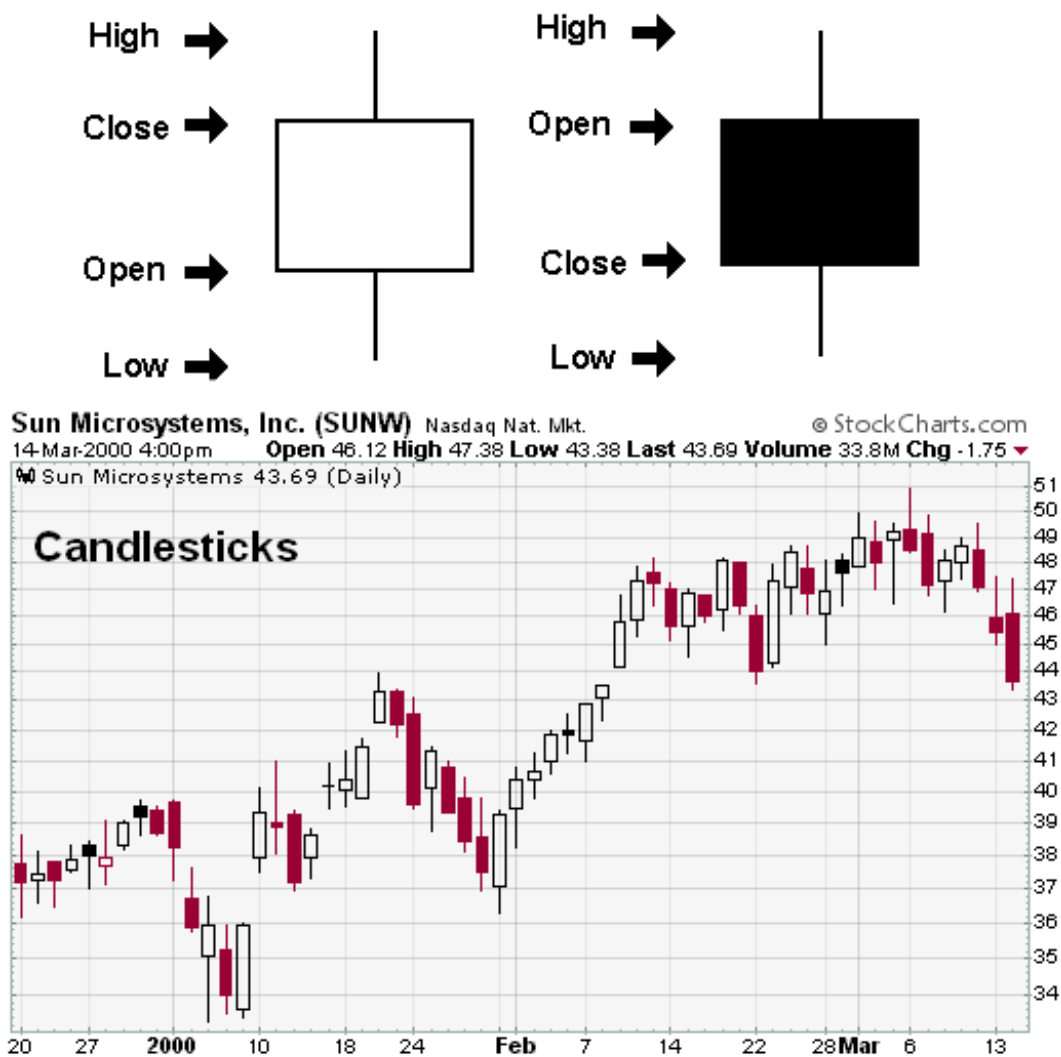 High
Close
Open
Low
High
Open
Close
Low
Sun Microsystems, Inc. (SUNW) Nasdaq Nat. Mkt. © StockCharts.com
14-Mar-2000 4:00pm Open 46.12 High 47.38 Low 43.38 Last 43.69 Volume 33.8M Chg -1.75
Sun Microsystems 43.69 (Daily)
Candlesticks
51
50
49
48
47
46
45
44
43
42
41
40
39
38
37
36
35
34
20 27 2000 10 18 24 Feb 7 14 22 28 Mar 6 13